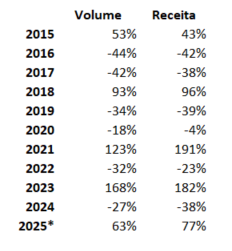 Volume Receita
2015 53% 43%
2016 -44% -42%
2017 -42% -38%
2018 93% 96%
2019 -34% -39%
2020 -18% -4%
2021 123% 191%
2022 -32% -23%
2023 168% 182%
2024 -27% -38%
2025* 63% 77%